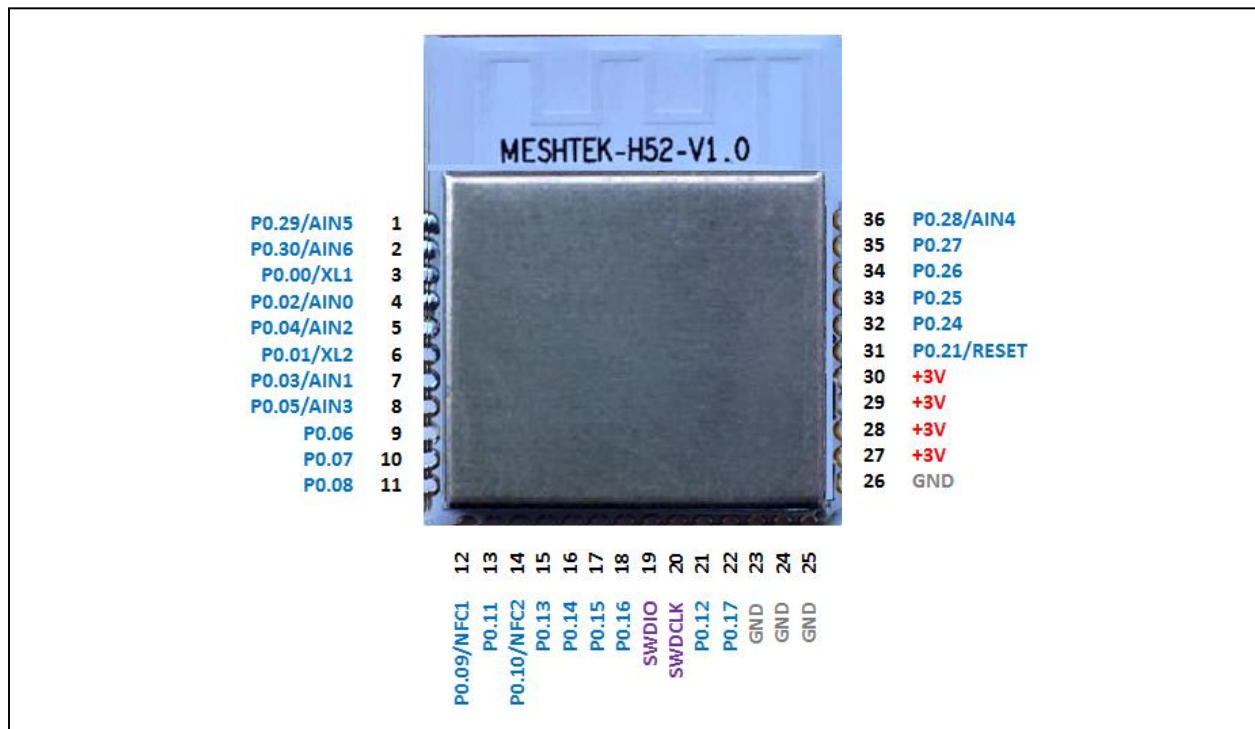 MESHTEK-H52-V1.0
P0.29/AIN5 1
P0.30/AIN6 2
P0.00/XL1 3
P0.02/AIN0 4
P0.04/AIN2 5
P0.01/XL2 6
P0.03/AIN1 7
P0.05/AIN3 8
P0.06 9
P0.07 10
P0.08 11
36 P0.28/AIN4
35 P0.27
34 P0.26
33 P0.25
32 P0.24
31 P0.21/RESET
30 +3V
29 +3V
28 +3V
27 +3V
26 GND
12 P0.09/NFC1
13 P0.11
14 P0.10/NFC2
15 P0.13
16 P0.14
17 P0.15
18 P0.16
19 SWDIO
20 SWDCLK
21 P0.12
22 P0.17
23 GND
24 GND
25 GND